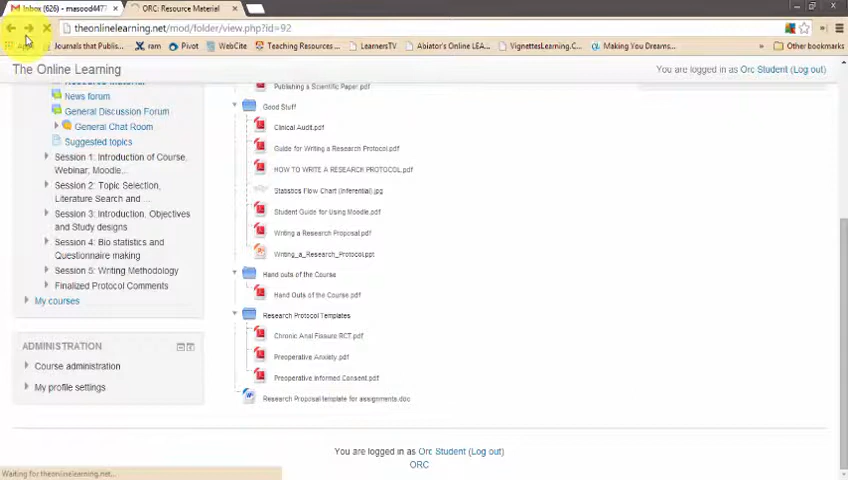 Inbox (626) - masood447
ORC: Resource Material
theonlinelearning.net/mod/folder/view.php?id=92
Apps
Journals that Publis...
ram
Pivot
WebCite
Teaching Resources ...
LearnersTV
Abiator's Online LEA...
VignettesLearning.C...
Making You Dreams...
»
Other bookmarks
The Online Learning
You are logged in as Orc Student (Log out)
News forum
General Discussion Forum
General Chat Room
Suggested topics
Session 1: Introduction of Course,
Webinar, Moodle...
Session 2: Topic Selection,
Literature Search and ...
Session 3: Introduction, Objectives
and Study designs
Session 4: Bio statistics and
Questionnaire making
Session 5: Writing Methodology
Finalized Protocol Comments
My courses
ADMINISTRATION
Course administration
My profile settings
Publishing a Scientific Paper.pdf
Good Stuff
Clinical Audit.pdf
Guide for Writing a Research Protocol.pdf
HOW TO WRITE A RESEARCH PROTOCOL.pdf
Statistics Flow Chart (Inferential).jpg
Student Guide for Using Moodle.pdf
Writing a Research Proposal.pdf
Writing_a_Research_Protocol.ppt
Hand outs of the Course
Hand Outs of the Course.pdf
Research Protocol Templates
Chronic Anal Fissure RCT.pdf
Preoperative Anxiety.pdf
Preoperative Informed Consent.pdf
Research Proposal template for assignments.doc
You are logged in as Orc Student (Log out)
ORC
Waiting for theonlinelearning.net...